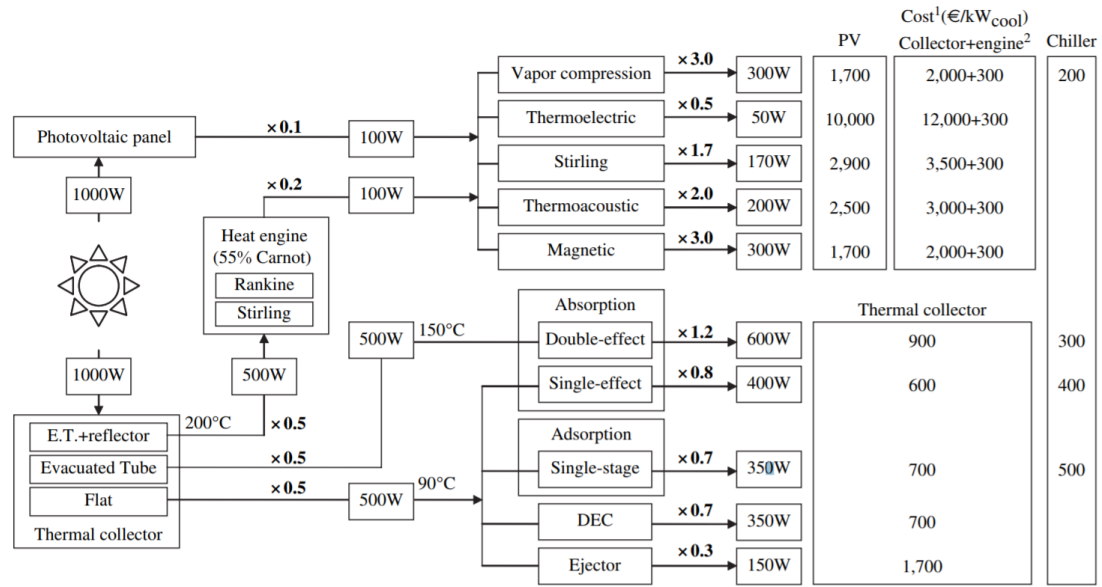 Cost¹(€/kWcool)
PV Collector+engine² Chiller
Vapor compression ×3.0 300W 1,700 2,000+300 200
Thermoelectric ×0.5 50W 10,000 12,000+300
Photovoltaic panel ×0.1 100W
Stirling ×1.7 170W 2,900 3,500+300
1000W ×0.2 100W
Thermoacoustic ×2.0 200W 2,500 3,000+300
Magnetic ×3.0 300W 1,700 2,000+300
Heat engine
(55% Carnot)
Rankine
Stirling
Absorption Thermal collector
500W 150°C Double-effect ×1.2 600W 900 300
1000W 500W Single-effect ×0.8 400W 600 400
200°C ×0.5
E.T.+reflector
Adsorption
Evacuated Tube ×0.5 Single-stage ×0.7 350W 700 500
Flat ×0.5 500W 90°C
Thermal collector
DEC ×0.7 350W 700
Ejector ×0.3 150W 1,700